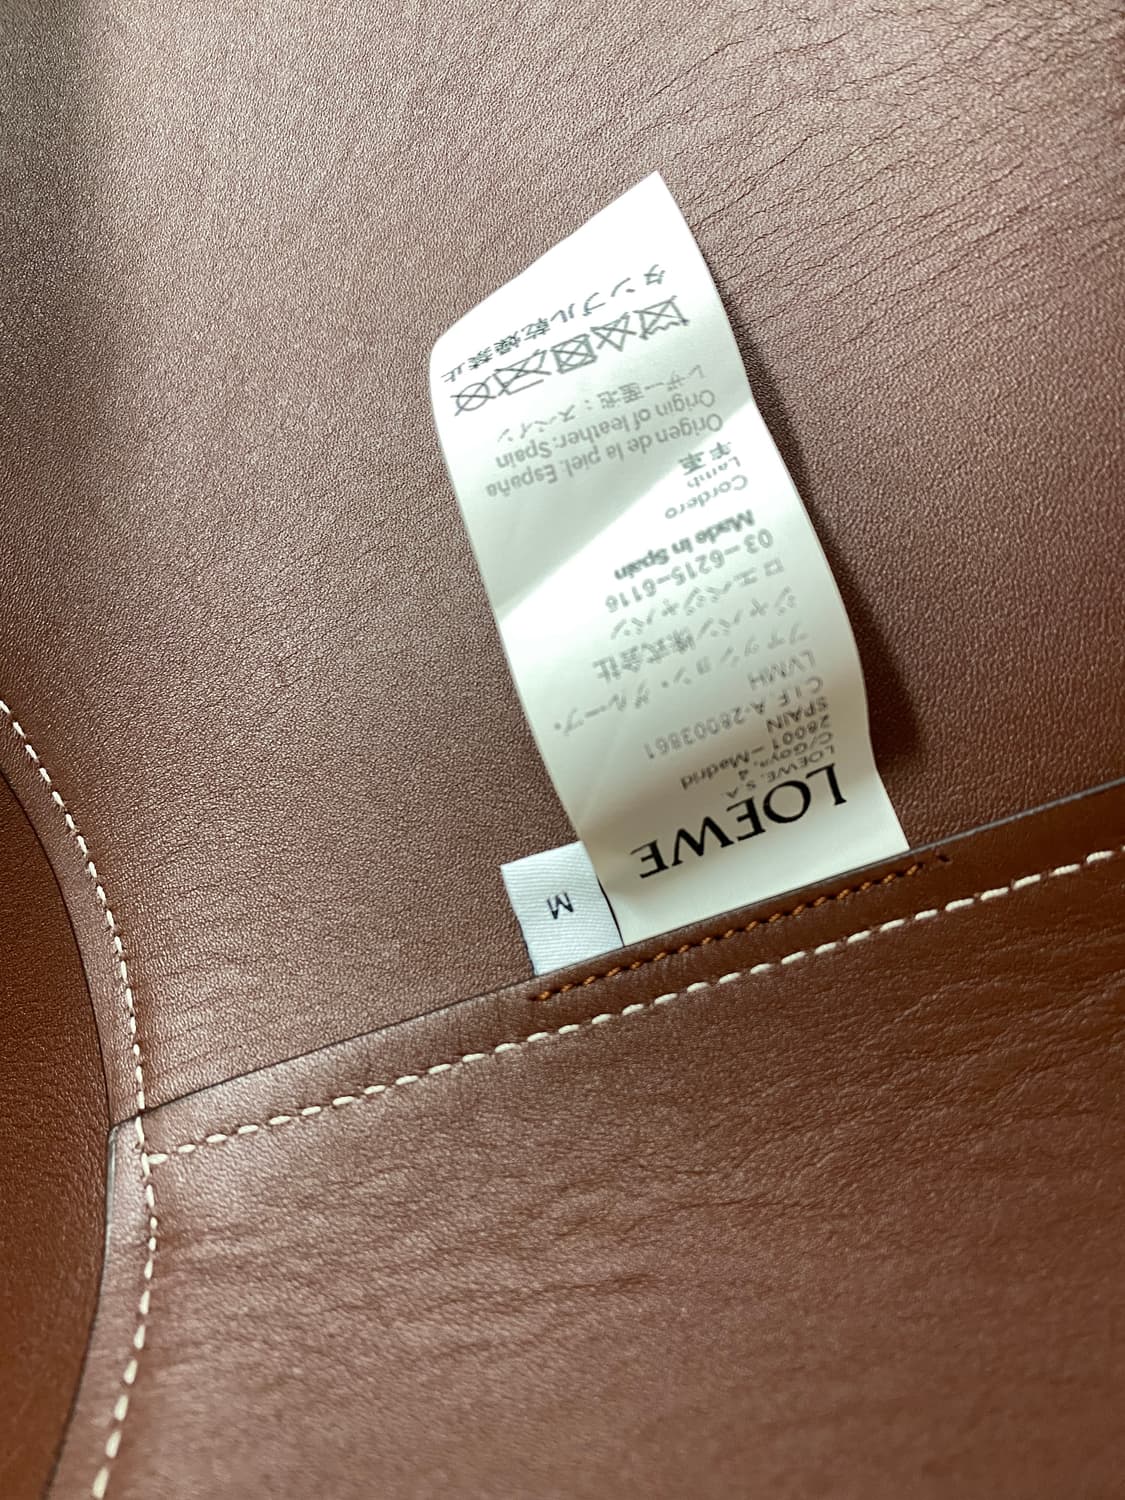 LOEWE
LOEWE, S.A.
C/Goya, 4
28001 - Madrid
SPAIN
C.I.F. A-28003861
LVMH
ファッション・グループ・
ジャパン株式会社
ロエベジャパン
03-6215-6116
Made in Spain
Cordero
Lamb
羊革
Origen de la piel: España
Origin of leather: Spain
レザー産地：スペイン
タンブル乾燥禁止
M